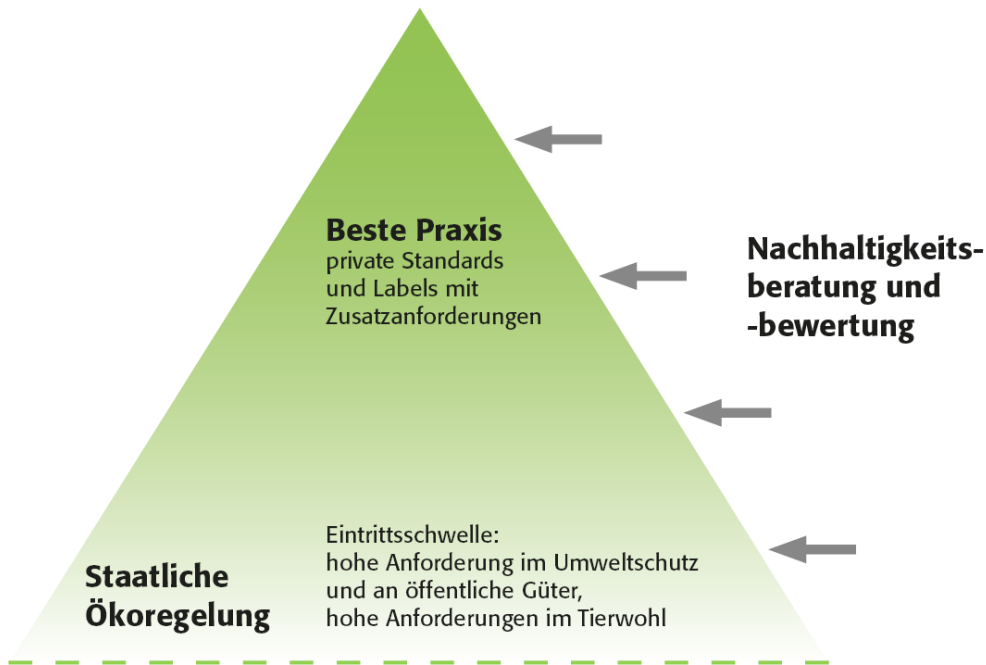 Beste Praxis
private Standards
und Labels mit
Zusatzanforderungen
Nachhaltigkeits-
beratung und
-bewertung
Staatliche
Ökoregelung
Eintrittsschwelle:
hohe Anforderung im Umweltschutz
und an öffentliche Güter,
hohe Anforderungen im Tierwohl